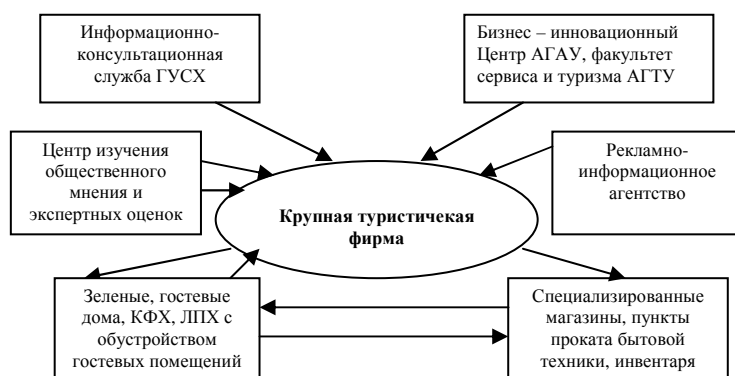 Информационно-
консультационная
служба ГУСХ
Бизнес – инновационный
Центр АГАУ, факультет
сервиса и туризма АГТУ
Центр изучения
общественного
мнения и
экспертных оценок
Рекламно-
информационное
агентство
Крупная туристичекая
фирма
Зеленые, гостевые
дома, КФХ, ЛПХ с
обустройством
гостевых помещений
Специализированные
магазины, пункты
проката бытовой
техники, инвентаря